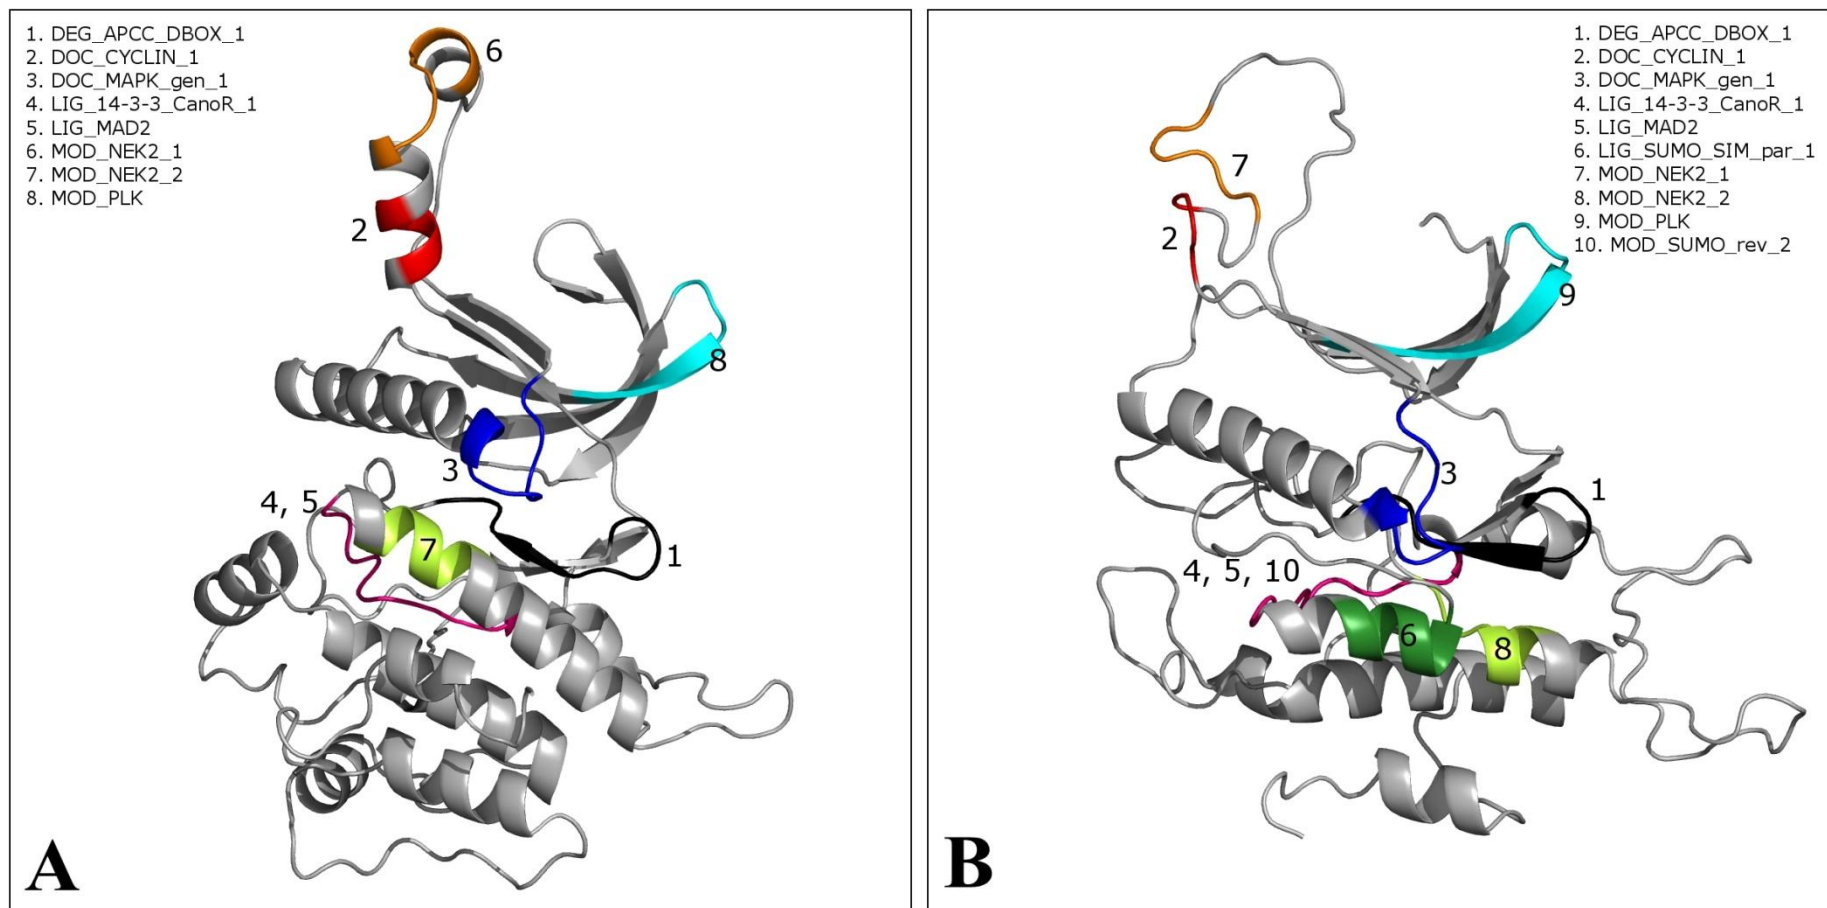 1. DEG_APCC_DBOX_1
2. DOC_CYCLIN_1
3. DOC_MAPK_gen_1
4. LIG_14-3-3_CanoR_1
5. LIG_MAD2
6. MOD_NEK2_1
7. MOD_NEK2_2
8. MOD_PLK
6
2
8
3
4, 5
7
1
A
1. DEG_APCC_DBOX_1
2. DOC_CYCLIN_1
3. DOC_MAPK_gen_1
4. LIG_14-3-3_CanoR_1
5. LIG_MAD2
6. LIG_SUMO_SIM_par_1
7. MOD_NEK2_1
8. MOD_NEK2_2
9. MOD_PLK
10. MOD_SUMO_rev_2
7
2
9
3
1
4, 5, 10
6
8
B